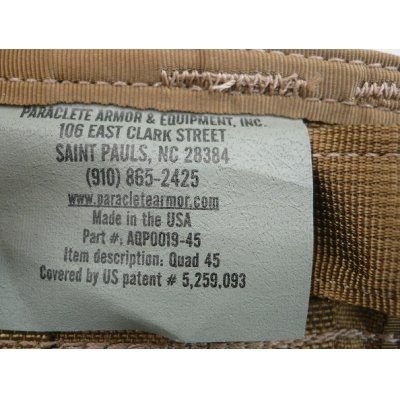 PARACLETE ARMOR & EQUIPMENT, INC.
106 EAST CLARK STREET
SAINT PAULS, NC 28384
(910) 865-2425
www.paracletearmor.com
Made in the USA
Part #: AQP0019-45
Item description: Quad 45
Covered by US patent # 5,259,093